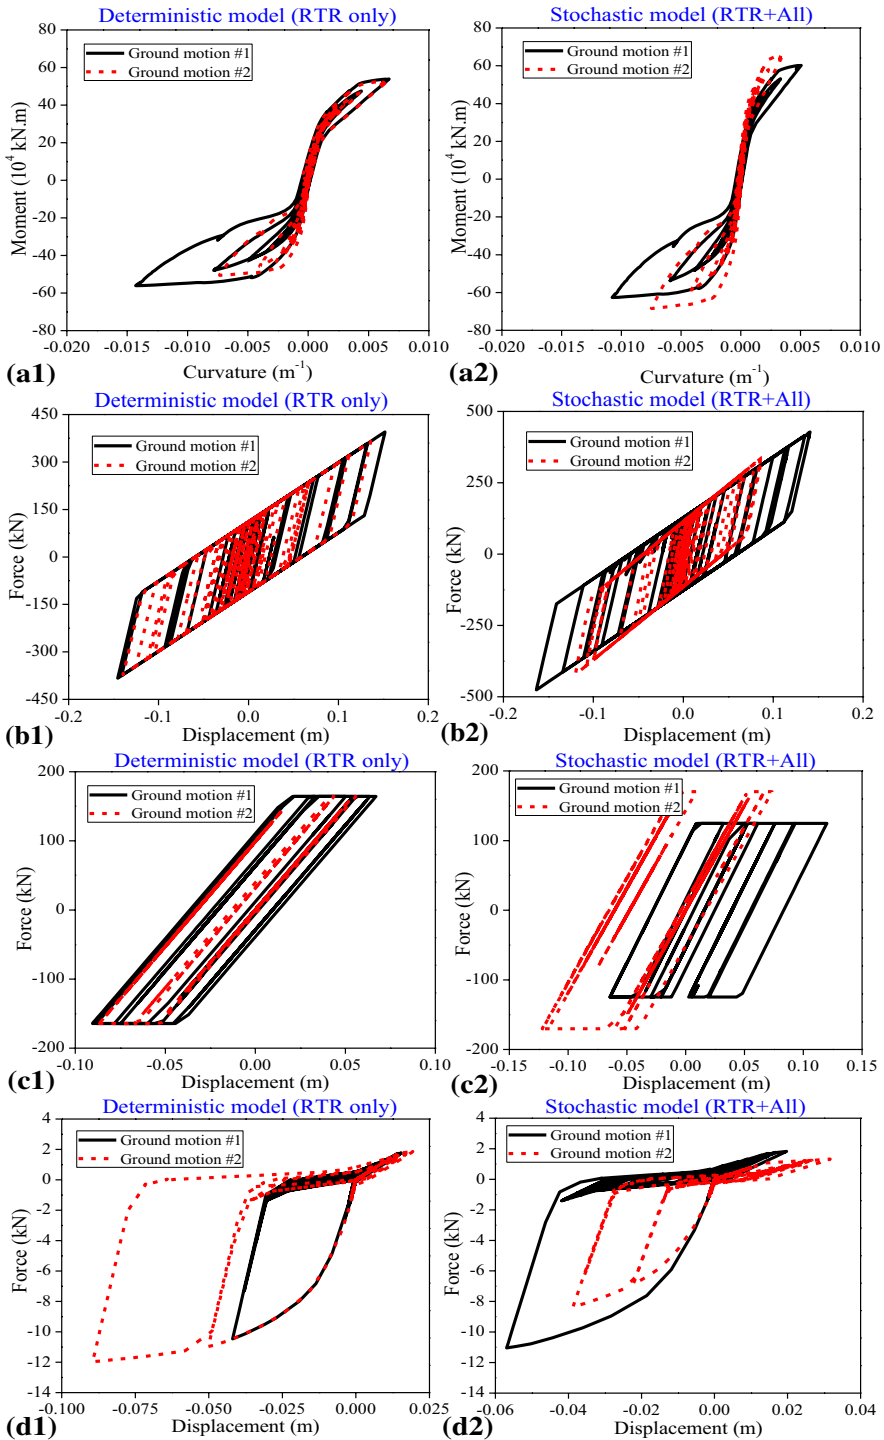 Deterministic model (RTR only)
Ground motion #1
Ground motion #2
80
60
40
20
0
-20
-40
-60
-80
Moment (10⁴ kN.m)
-0.020 -0.015 -0.010 -0.005 0.000 0.005 0.010
Curvature (m⁻¹)
(a1)
Stochastic model (RTR+All)
Ground motion #1
Ground motion #2
80
60
40
20
0
-20
-40
-60
-80
Moment (10⁴ kN.m)
-0.020 -0.015 -0.010 -0.005 0.000 0.005 0.010
Curvature (m⁻¹)
(a2)
Deterministic model (RTR only)
Ground motion #1
Ground motion #2
450
300
150
0
-150
-300
-450
Force (kN)
-0.2 -0.1 0.0 0.1 0.2
Displacement (m)
(b1)
Stochastic model (RTR+All)
Ground motion #1
Ground motion #2
500
250
0
-250
-500
Force (kN)
-0.2 -0.1 0.0 0.1 0.2
Displacement (m)
(b2)
Deterministic model (RTR only)
Ground motion #1
Ground motion #2
200
100
0
-100
-200
Force (kN)
-0.10 -0.05 0.00 0.05 0.10
Displacement (m)
(c1)
Stochastic model (RTR+All)
Ground motion #1
Ground motion #2
200
100
0
-100
-200
Force (kN)
-0.15 -0.10 -0.05 0.00 0.05 0.10 0.15
Displacement (m)
(c2)
Deterministic model (RTR only)
Ground motion #1
Ground motion #2
4
2
0
-2
-4
-6
-8
-10
-12
-14
Force (kN)
-0.100 -0.075 -0.050 -0.025 0.000 0.025
Displacement (m)
(d1)
Stochastic model (RTR+All)
Ground motion #1
Ground motion #2
4
2
0
-2
-4
-6
-8
-10
-12
14
Force (kN)
-0.06 -0.04 -0.02 0.00 0.02 0.04
Displacement (m)
(d2)